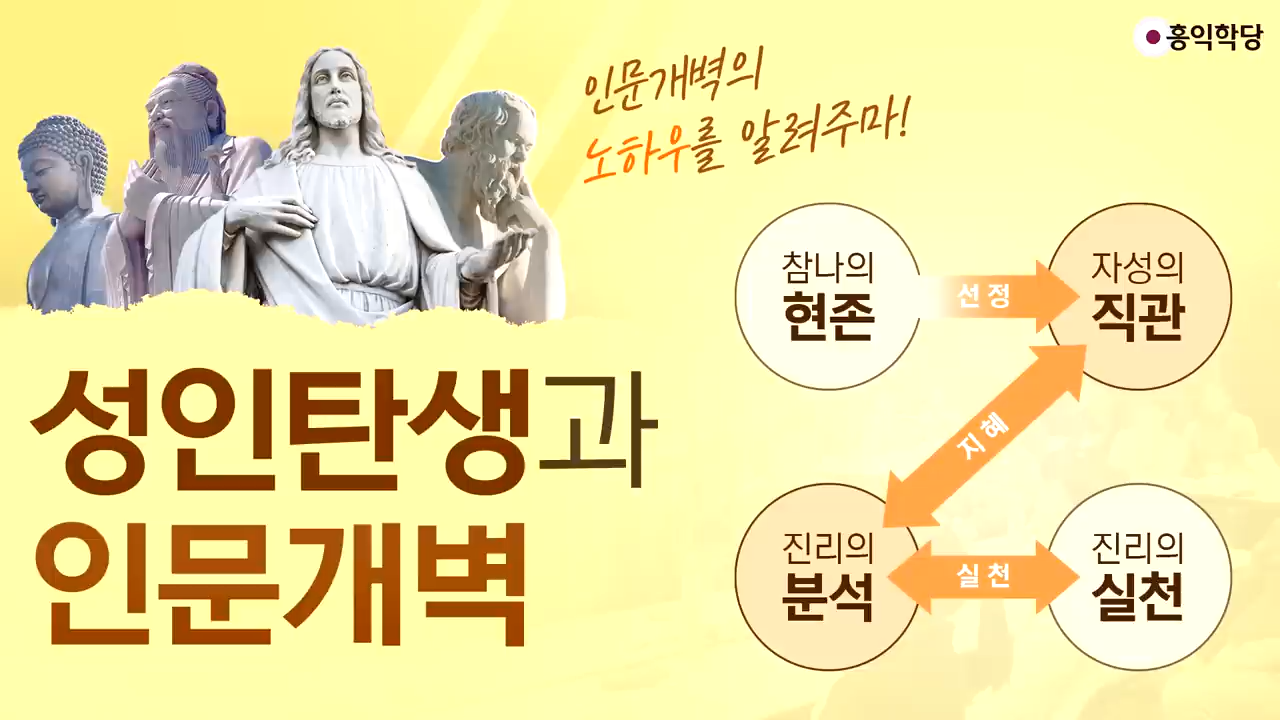 홍익학당
인문개벽의
노하우를 알려주마!
성인탄생과
인문개벽
참나의
현존
선정
자성의
직관
지혜
진리의
분석
실천
진리의
실천